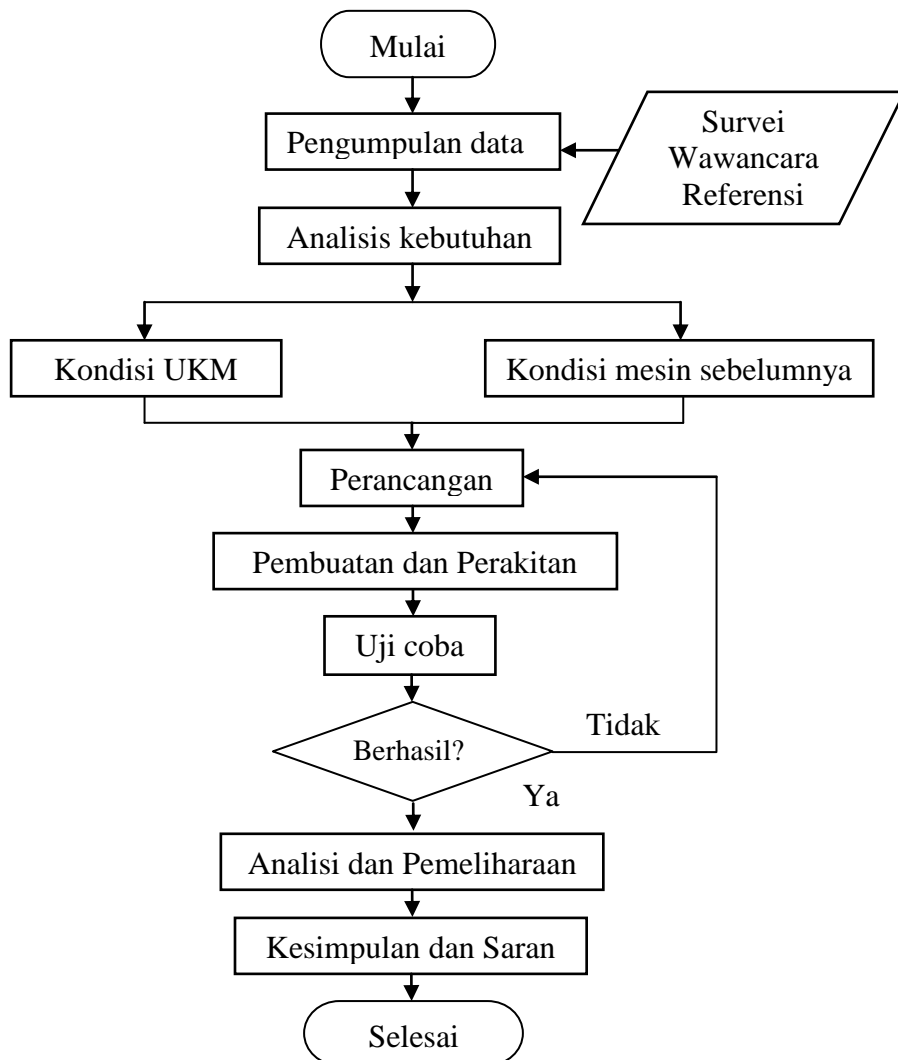 Mulai
Pengumpulan data
Survei
Wawancara
Referensi
Analisis kebutuhan
Kondisi UKM
Kondisi mesin sebelumnya
Perancangan
Pembuatan dan Perakitan
Uji coba
Berhasil?
Tidak
Ya
Analisi dan Pemeliharaan
Kesimpulan dan Saran
Selesai